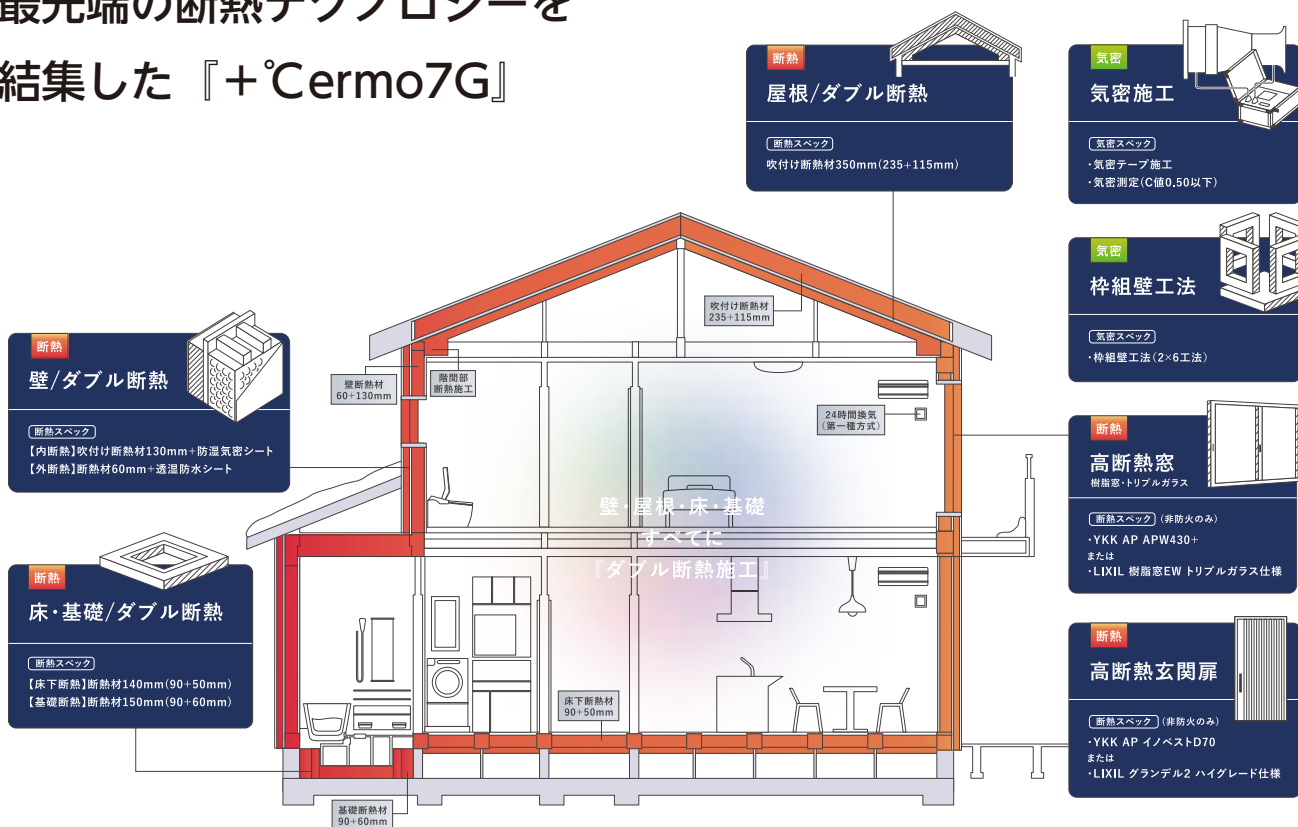 最先端の断熱テクノロジーを
結集した『+℃ermo7G』
断熱
屋根/ダブル断熱
断熱スペック
吹付け断熱材350mm(235+115mm)
気密
気密施工
気密スペック
・気密テープ施工
・気密測定(C値0.50以下)
気密
枠組壁工法
気密スペック
・枠組壁工法(2×6工法)
断熱
壁/ダブル断熱
断熱スペック
【内断熱】吹付け断熱材130mm+防湿気密シート
【外断熱】断熱材60mm+透湿防水シート
吹付け断熱材
235+115mm
壁断熱材
60+130mm
階間部
断熱施工
24時間換気
(第一種方式)
断熱
高断熱窓
樹脂窓・トリプルガラス
断熱スペック (非防火のみ)
・YKK AP APW430+
または
・LIXIL 樹脂窓EW トリプルガラス仕様
壁・屋根・床・基礎
すべてに
『ダブル断熱施工』
断熱
床・基礎/ダブル断熱
断熱スペック
【床下断熱】断熱材140mm(90+50mm)
【基礎断熱】断熱材150mm(90+60mm)
断熱
高断熱玄関扉
断熱スペック (非防火のみ)
・YKK AP イノベストD70
または
・LIXIL グランデル2 ハイグレード仕様
床下断熱材
90+50mm
基礎断熱材
90+60mm